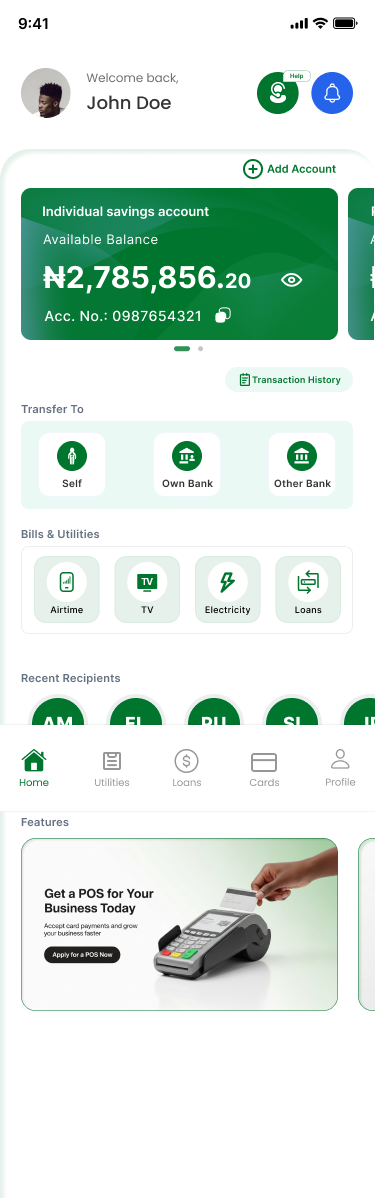 9:41
Welcome back,
John Doe
Help
Add Account
Individual savings account
Available Balance
₦2,785,856.20
Acc. No.: 0987654321
Transaction History
Transfer To
Self
Own Bank
Other Bank
Bills & Utilities
TV
Airtime
TV
Electricity
Loans
Recent Recipients
AM
Home
Utilities
Loans
Cards
Profile
Features
Get a POS for Your
Business Today
Accept card payments and grow
your business faster
Apply for a POS Now